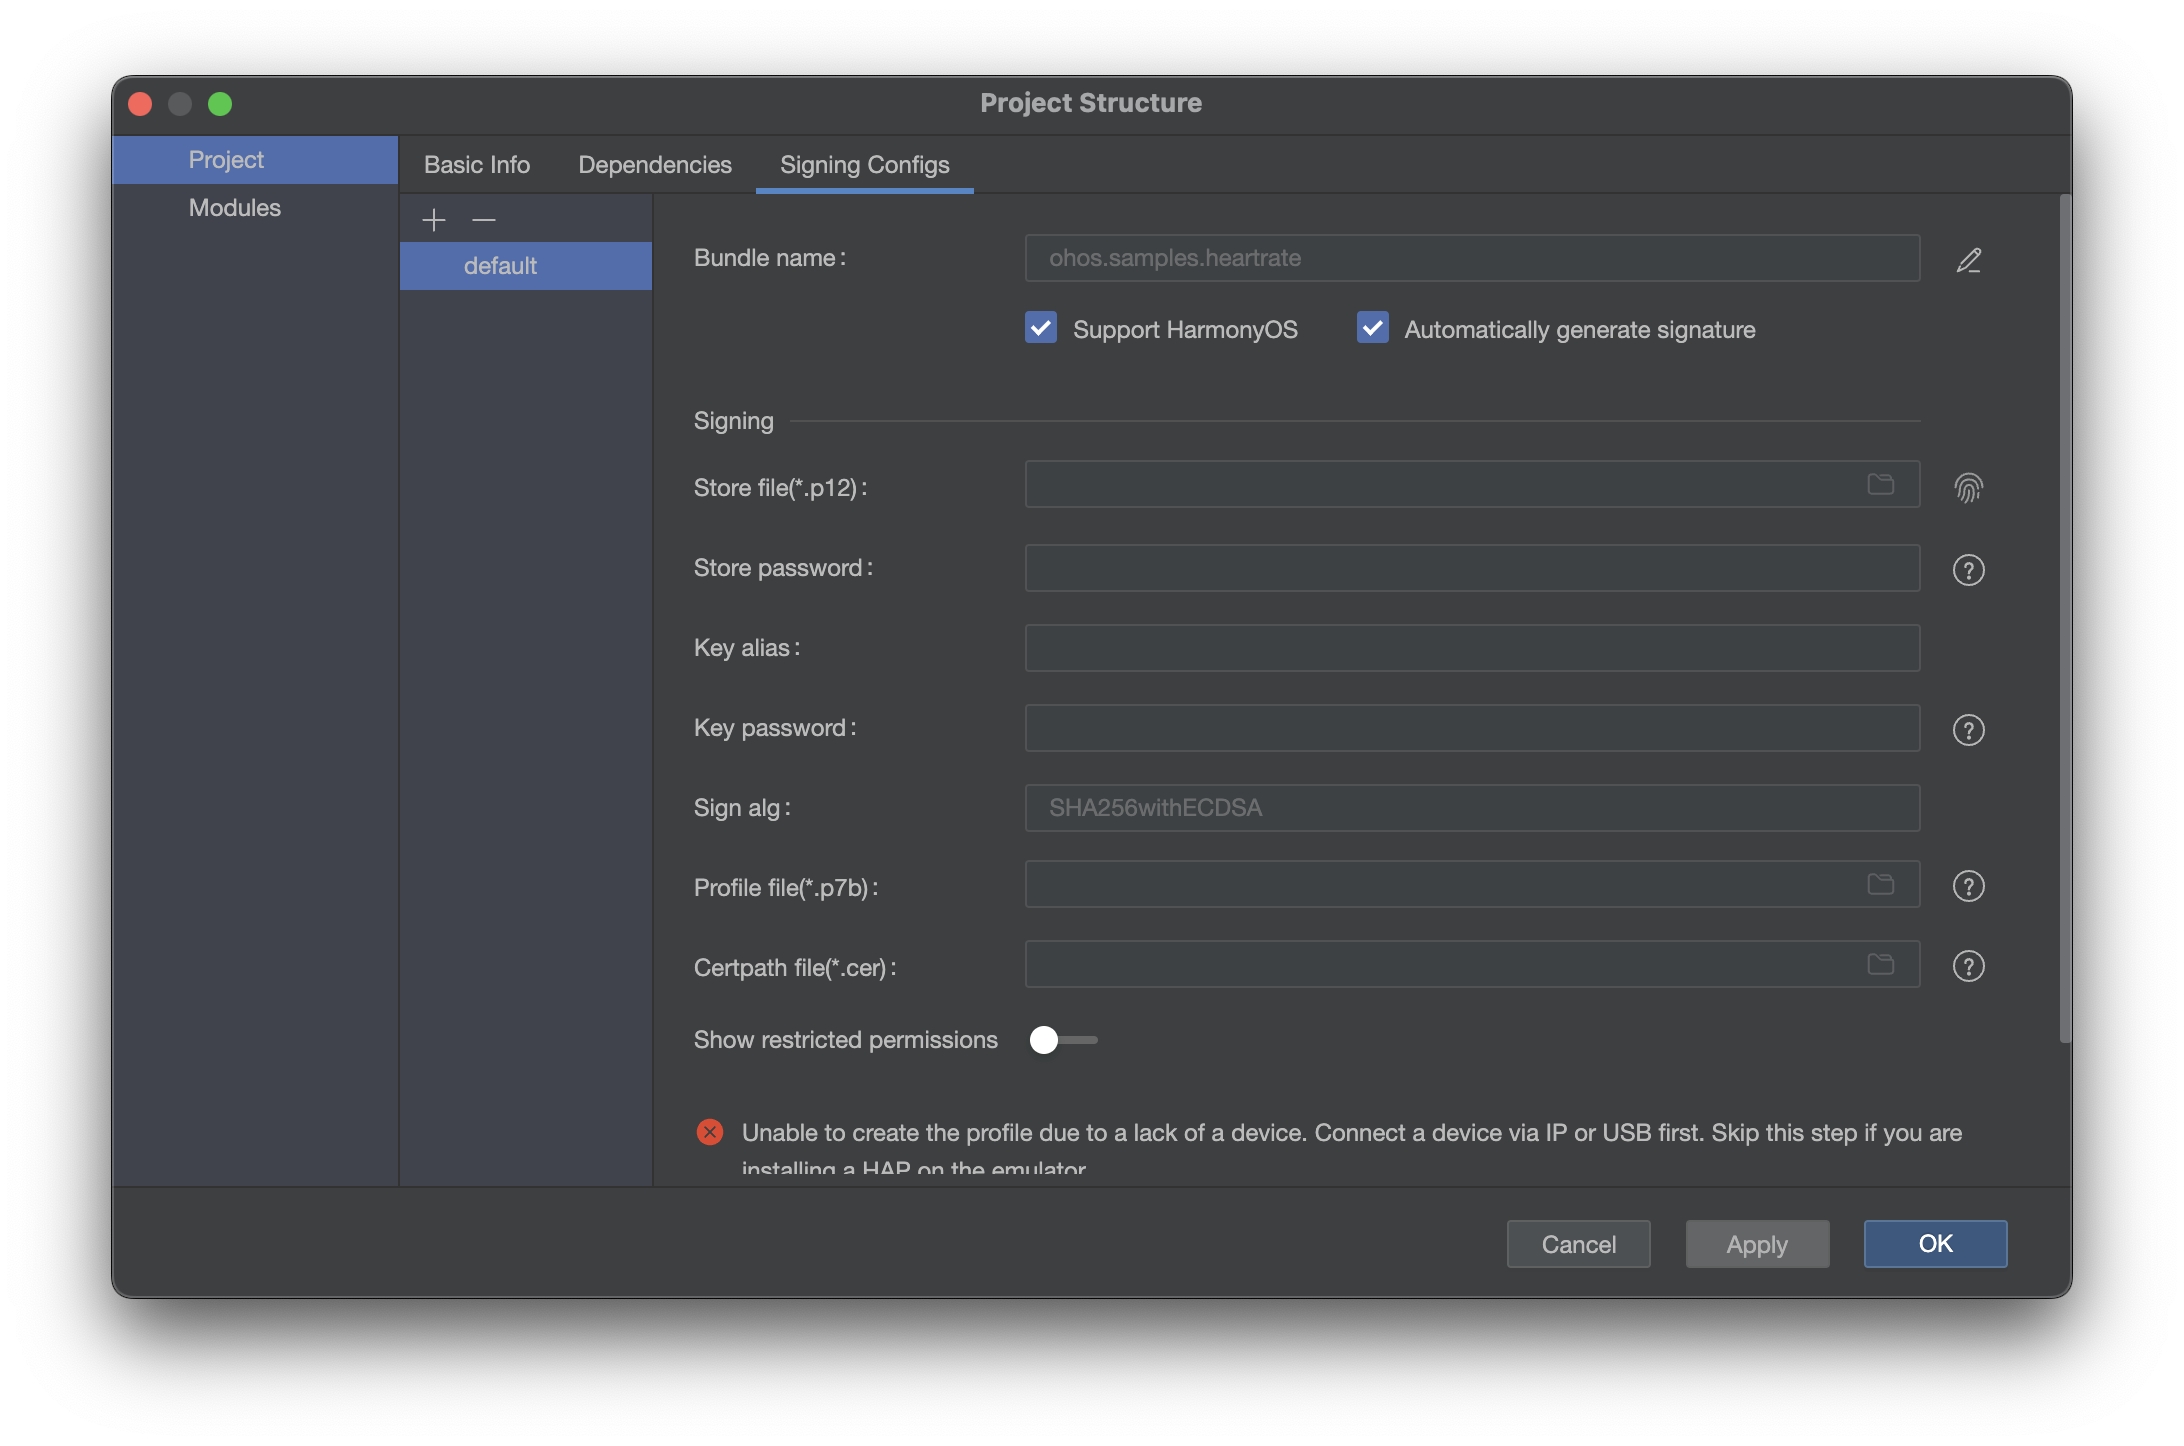 Project Structure
Project
Modules
Basic Info Dependencies Signing Configs
default
Bundle name:
ohos.samples.heartrate
Support HarmonyOS Automatically generate signature
Signing
Store file(*.p12):
Store password:
Key alias:
Key password:
Sign alg: SHA256withECDSA
Profile file(*.p7b):
Certpath file(*.cer):
Show restricted permissions
Unable to create the profile due to a lack of a device. Connect a device via IP or USB first. Skip this step if you are
installing a HAP on the emulator
Cancel Apply OK